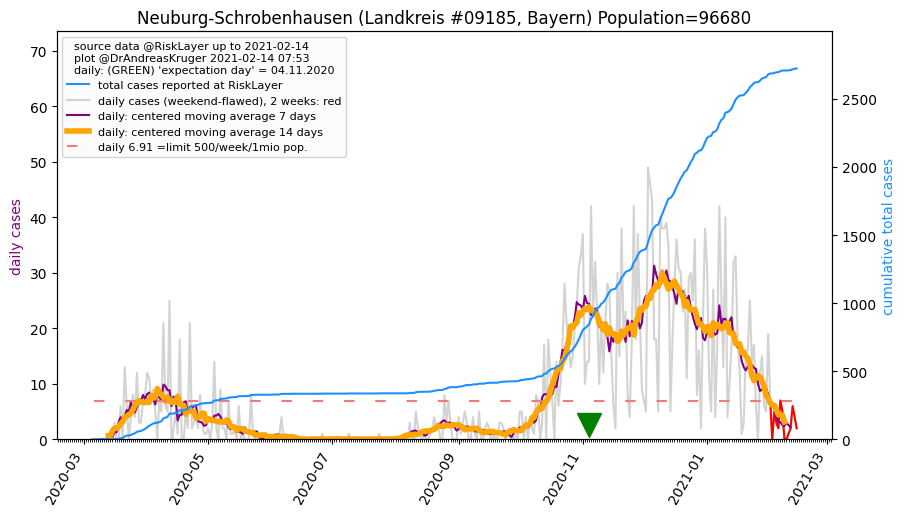 Neuburg-Schrobenhausen (Landkreis #09185, Bayern) Population=96680
source data @RiskLayer up to 2021-02-14
plot @DrAndreasKruger 2021-02-14 07:53
daily: (GREEN) 'expectation day' = 04.11.2020
total cases reported at RiskLayer
daily cases (weekend-flawed), 2 weeks: red
daily: centered moving average 7 days
daily: centered moving average 14 days
daily 6.91 =limit 500/week/1mio pop.
daily cases
70
60
50
40
30
20
10
0
2500
2000
1500
1000
500
0
cumulative total cases
2020-03
2020-05
2020-07
2020-09
2020-11
2021-01
2021-03